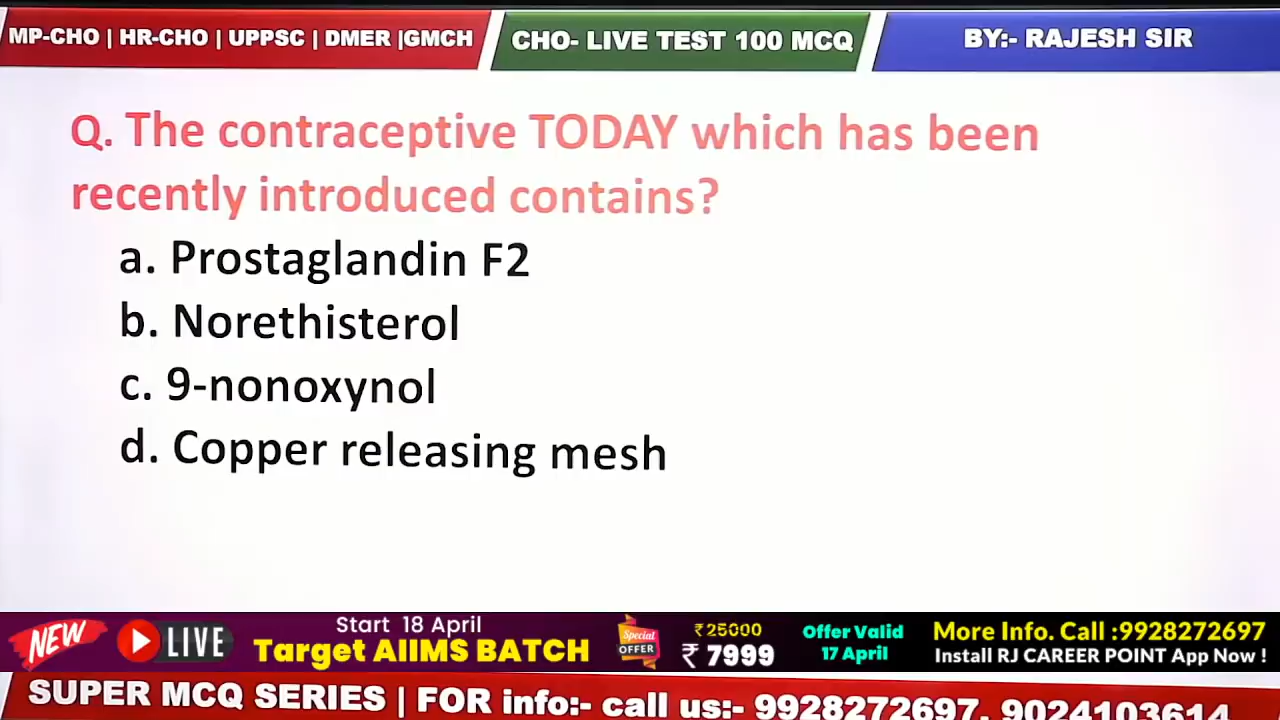 MP-CHO | HR-CHO | UPPSC | DMER |GMCH
CHO- LIVE TEST 100 MCQ
BY:- RAJESH SIR
Q. The contraceptive TODAY which has been
recently introduced contains?
a. Prostaglandin F2
b. Norethisterol
c. 9-nonoxynol
d. Copper releasing mesh
NEW
LIVE
Start 18 April
Target AIIMS BATCH
Special
OFFER
₹25000
₹ 7999
Offer Valid
17 April
More Info. Call :9928272697
Install RJ CAREER POINT App Now !
SUPER MCQ SERIES | FOR info:- call us:- 9928272697, 9024103614